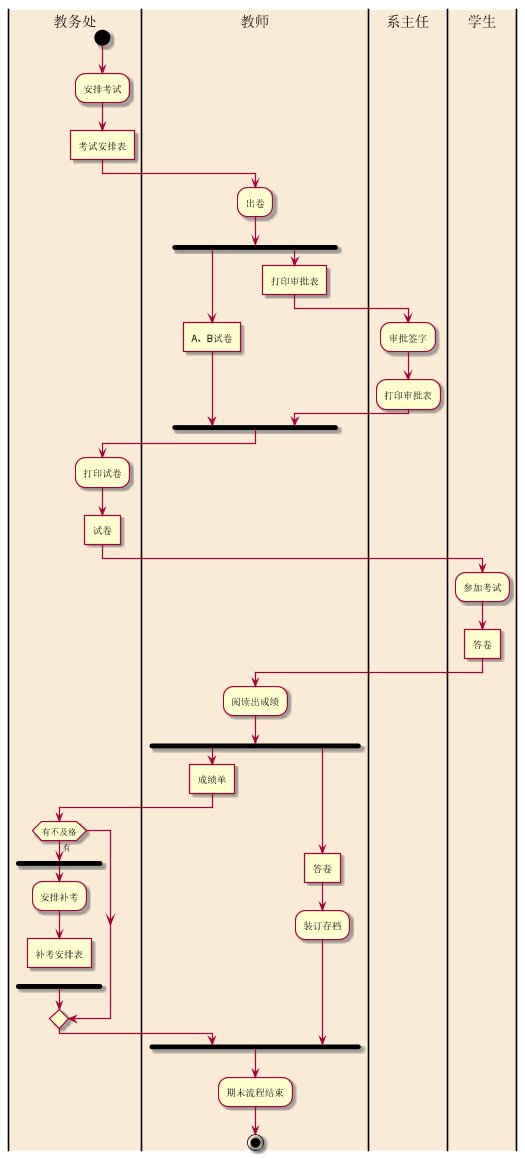 教务处
教师
系主任
学生
安排考试
考试安排表
出卷
打印审批表
A、B试卷
审批签字
打印审批表
打印试卷
试卷
参加考试
答卷
阅读出成绩
成绩单
有不及格
有
答卷
安排补考
装订存档
补考安排表
期末流程结束